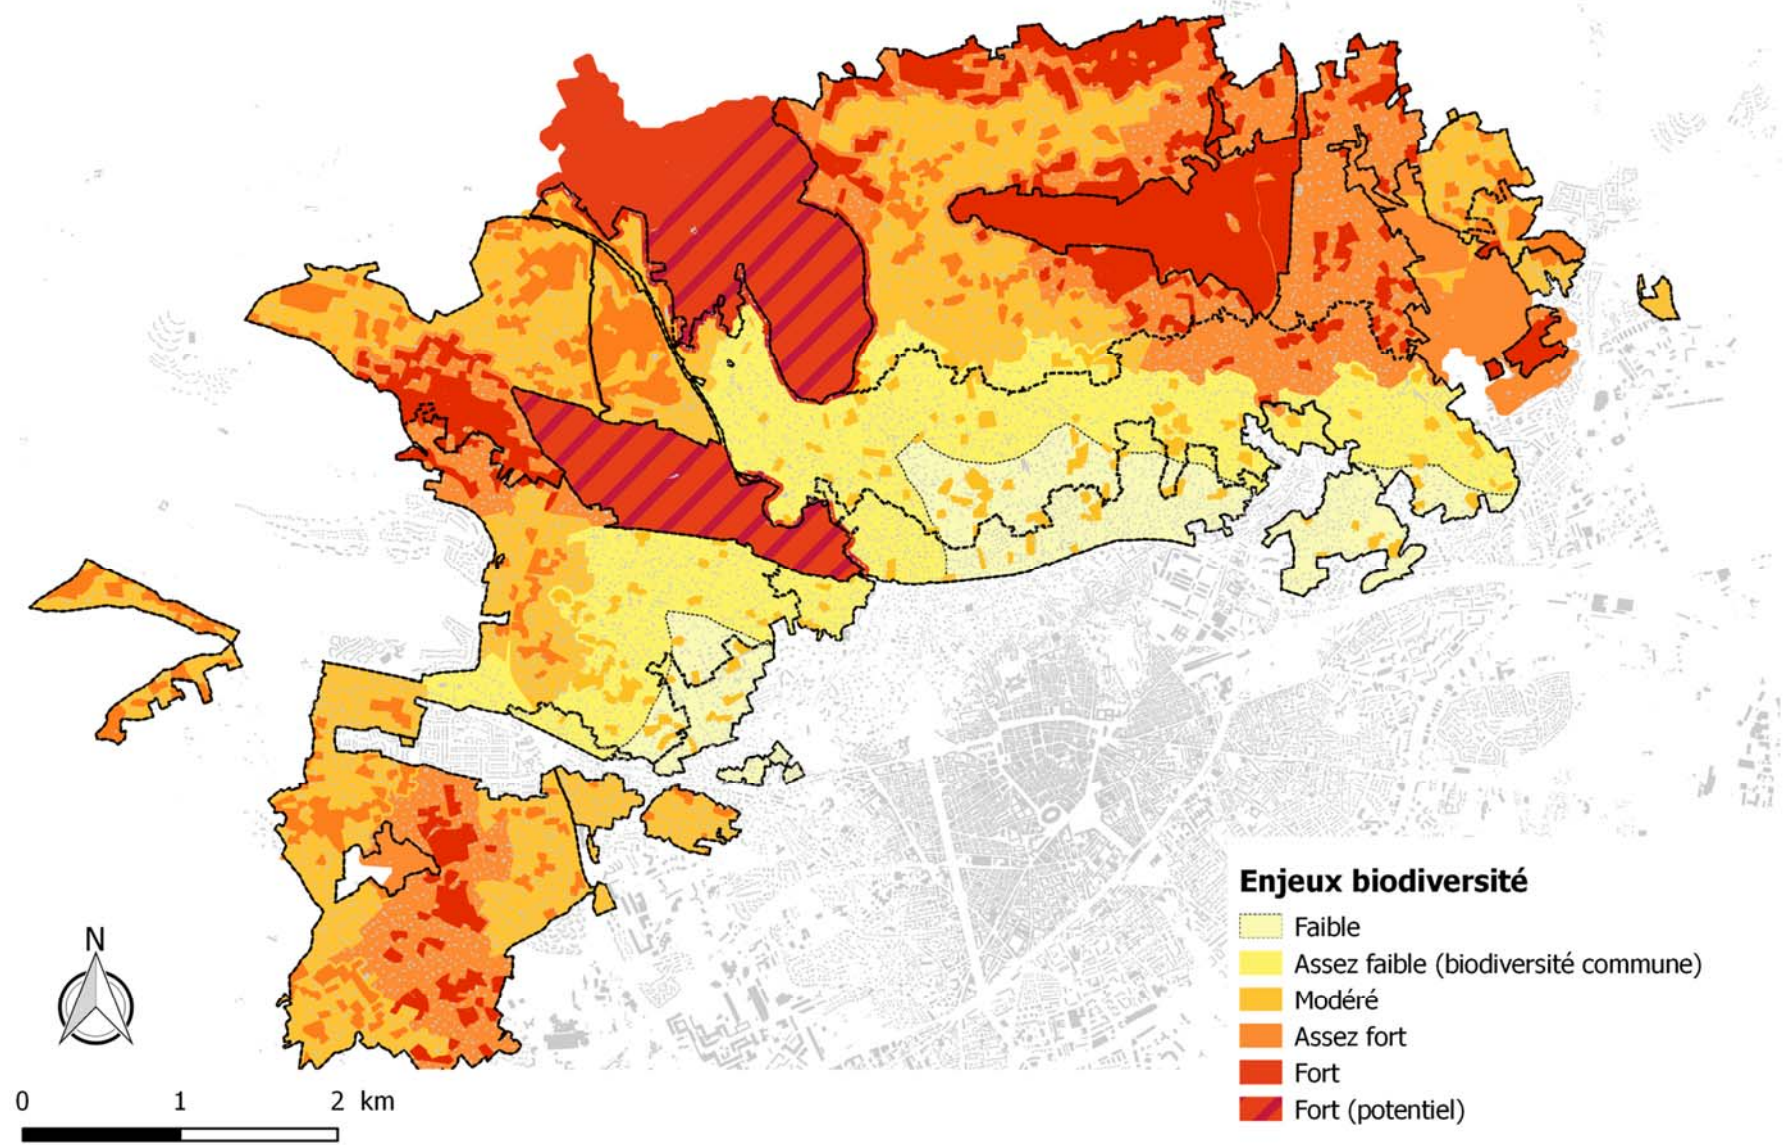 Enjeux biodiversité
Faible
Assez faible (biodiversité commune)
Modéré
Assez fort
Fort
Fort (potentiel)
N
0 1 2 km